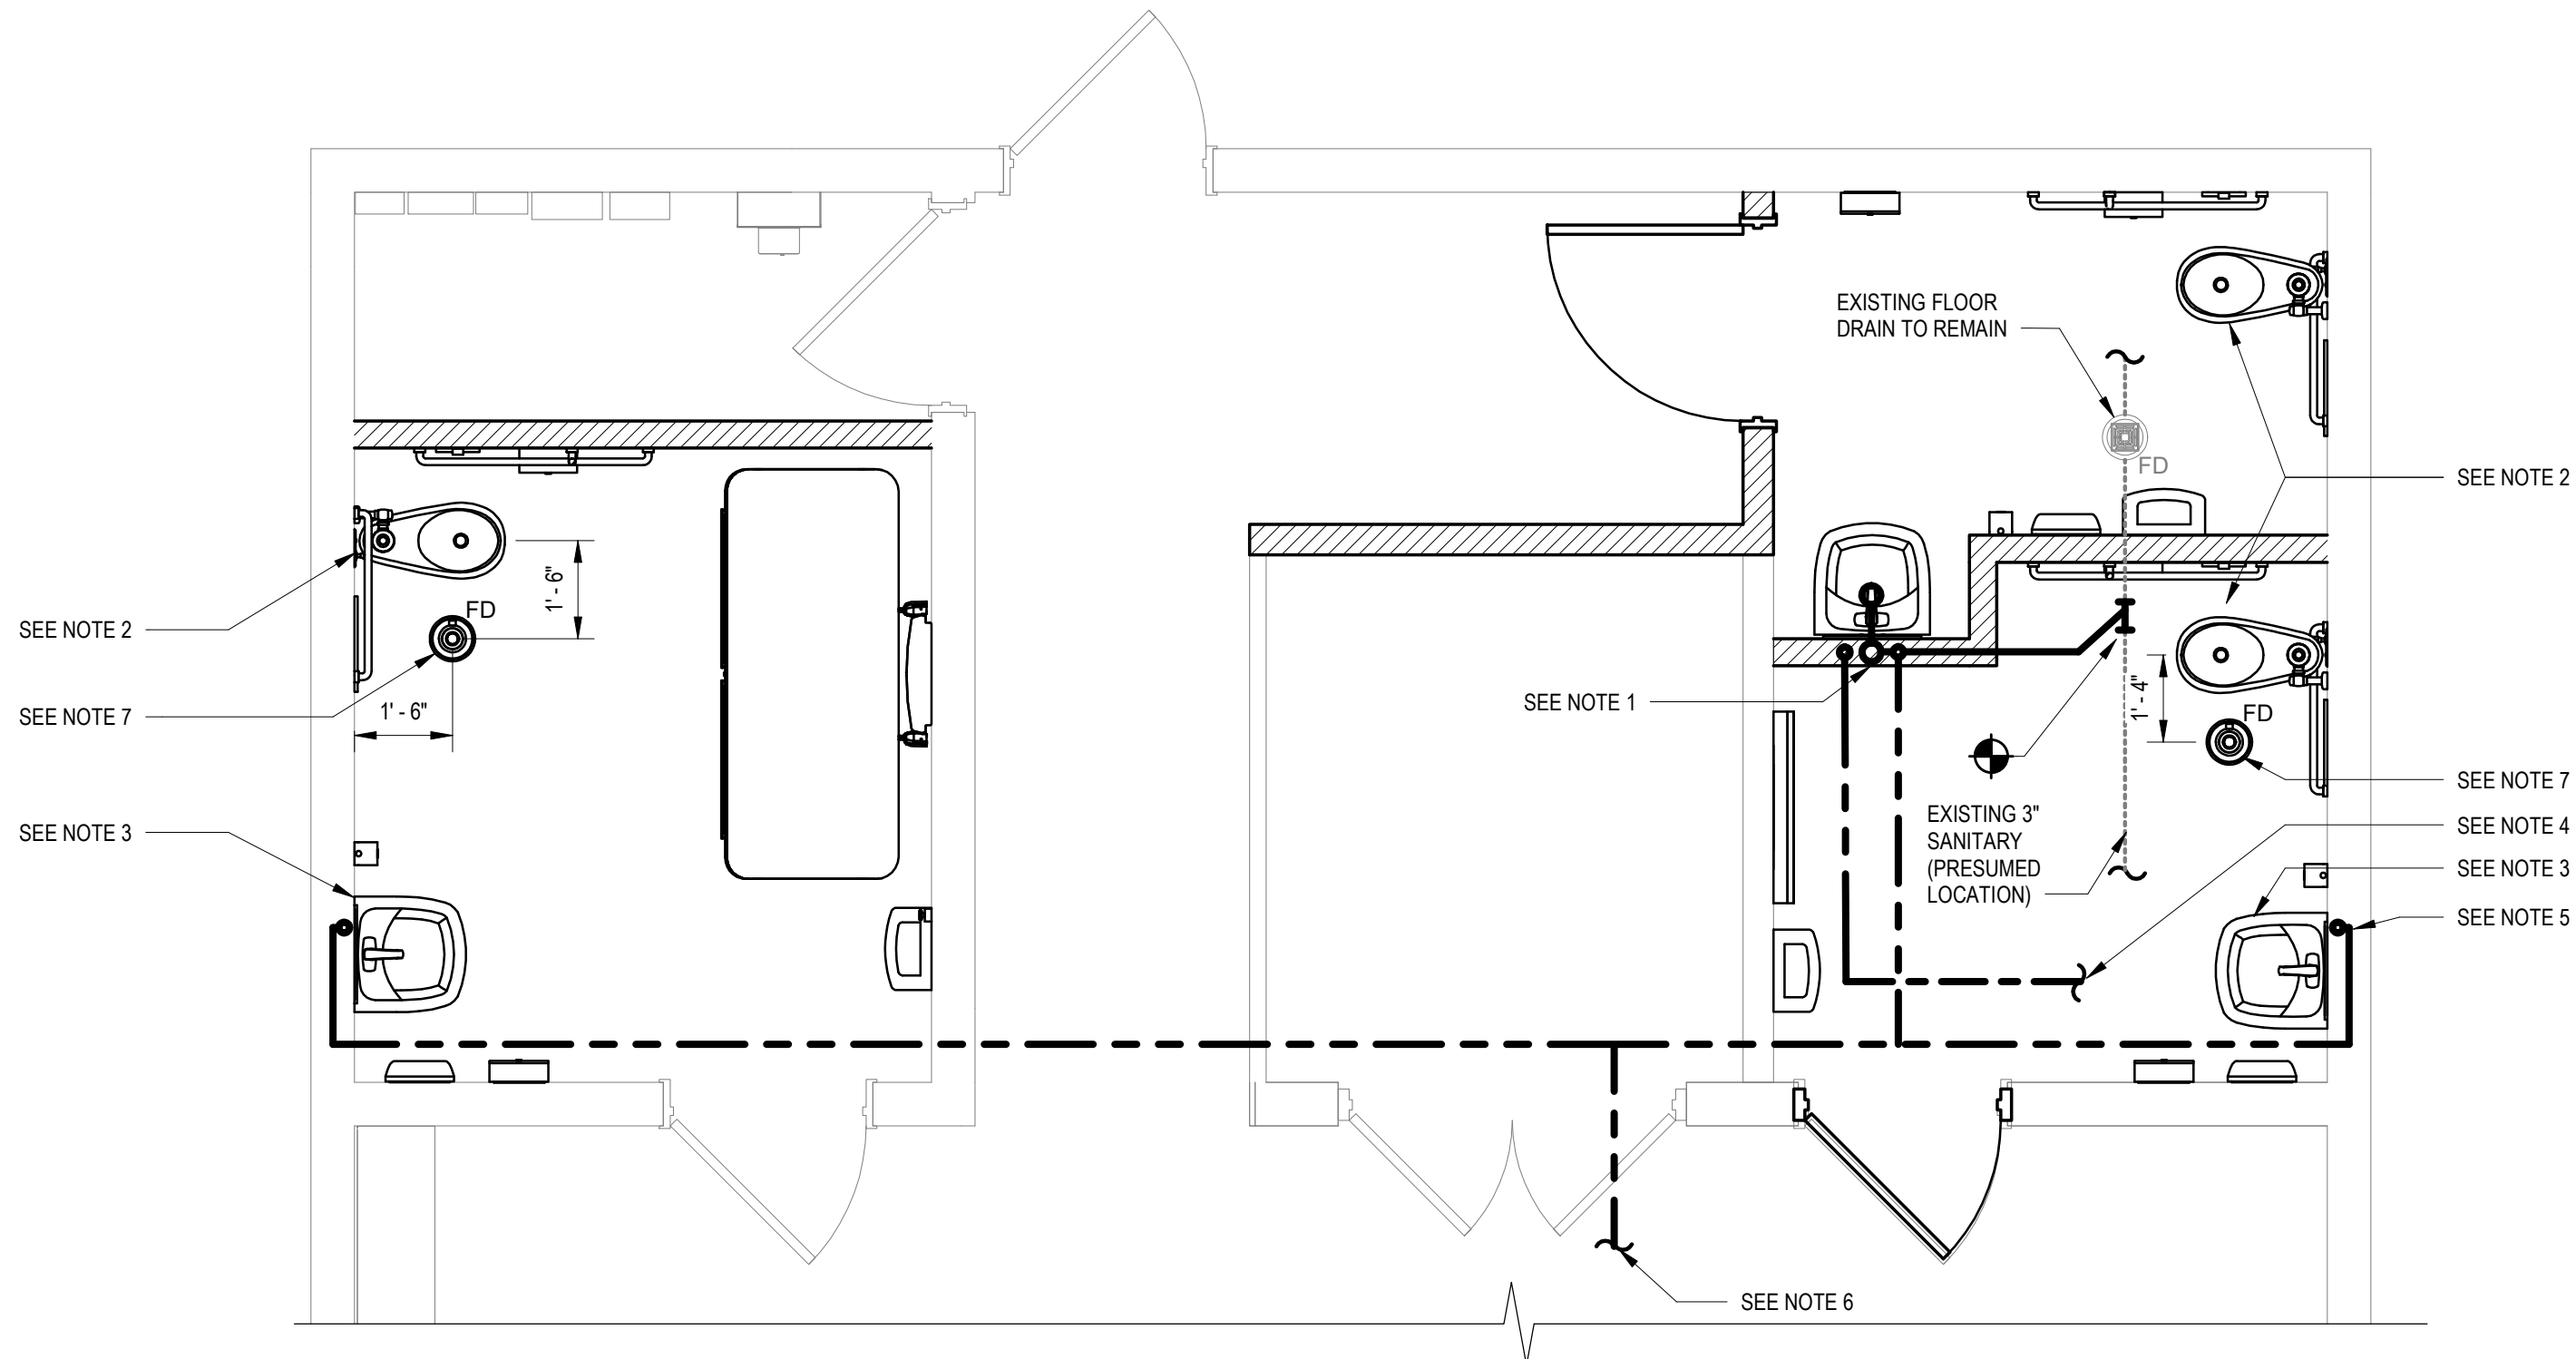 EXISTING FLOOR
DRAIN TO REMAIN
FD
SEE NOTE 2
FD
1' - 6"
SEE NOTE 2
1' - 6"
SEE NOTE 7
SEE NOTE 1
1' - 4"
FD
SEE NOTE 7
EXISTING 3"
SANITARY
(PRESUMED
LOCATION)
SEE NOTE 4
SEE NOTE 3
SEE NOTE 3
SEE NOTE 5
SEE NOTE 6